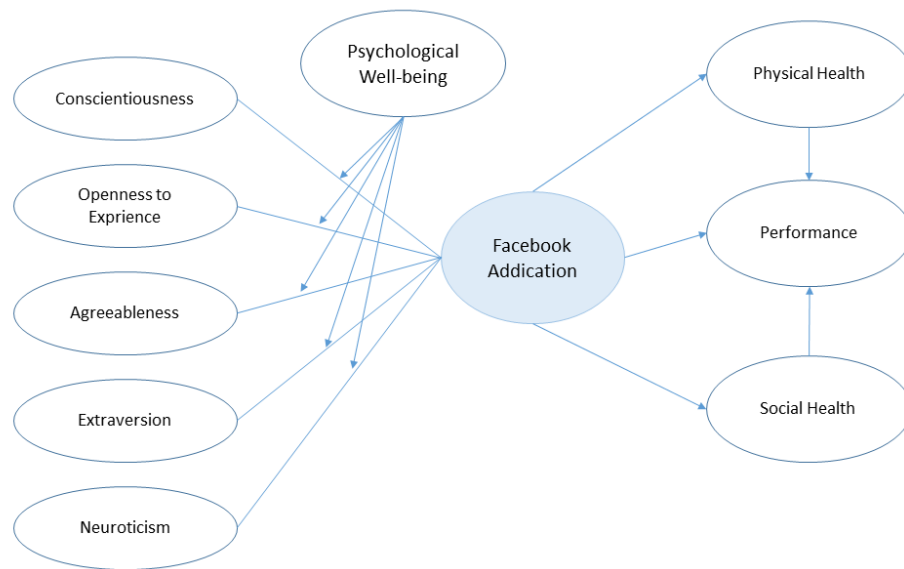 Psychological
Well-being
Physical Health
Conscientiousness
Openness to
Exprience
Performance
Facebook
Addication
Agreeableness
Extraversion
Social Health
Neuroticism